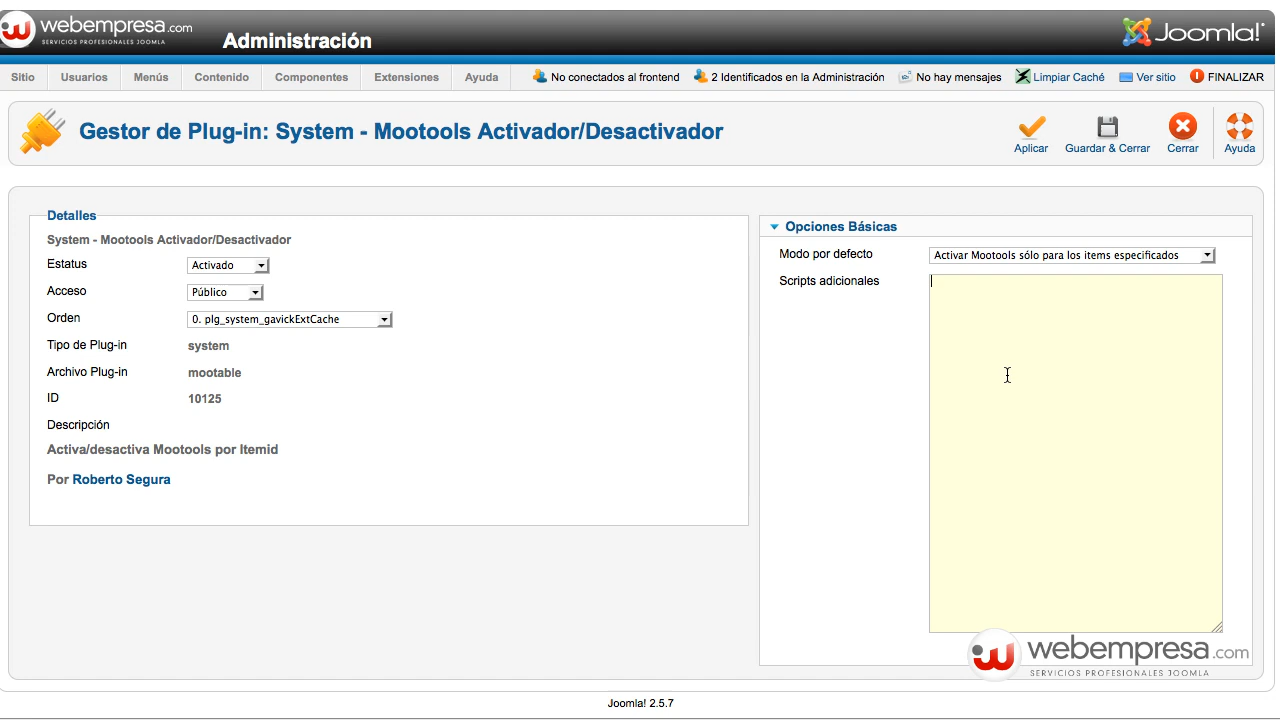 webempresa.com
SERVICIOS PROFESIONALES JOOMLA
Administración
Joomla!
Sitio Usuarios Menús Contenido Componentes Extensiones Ayuda No conectados al frontend 2 Identificados en la Administración No hay mensajes Limpiar Caché Ver sitio FINALIZAR
Gestor de Plug-in: System - Mootools Activador/Desactivador
Aplicar Guardar & Cerrar Cerrar Ayuda
Detalles
System - Mootools Activador/Desactivador
Estatus Activado
Acceso Público
Orden 0. plg_system_gavickExtCache
Tipo de Plug-in system
Archivo Plug-in mootable
ID 10125
Descripción
Activa/desactiva Mootools por Itemid
Por Roberto Segura
Opciones Básicas
Modo por defecto Activar Mootools sólo para los items especificados
Scripts adicionales
webempresa.com
SERVICIOS PROFESIONALES JOOMLA
Joomla! 2.5.7